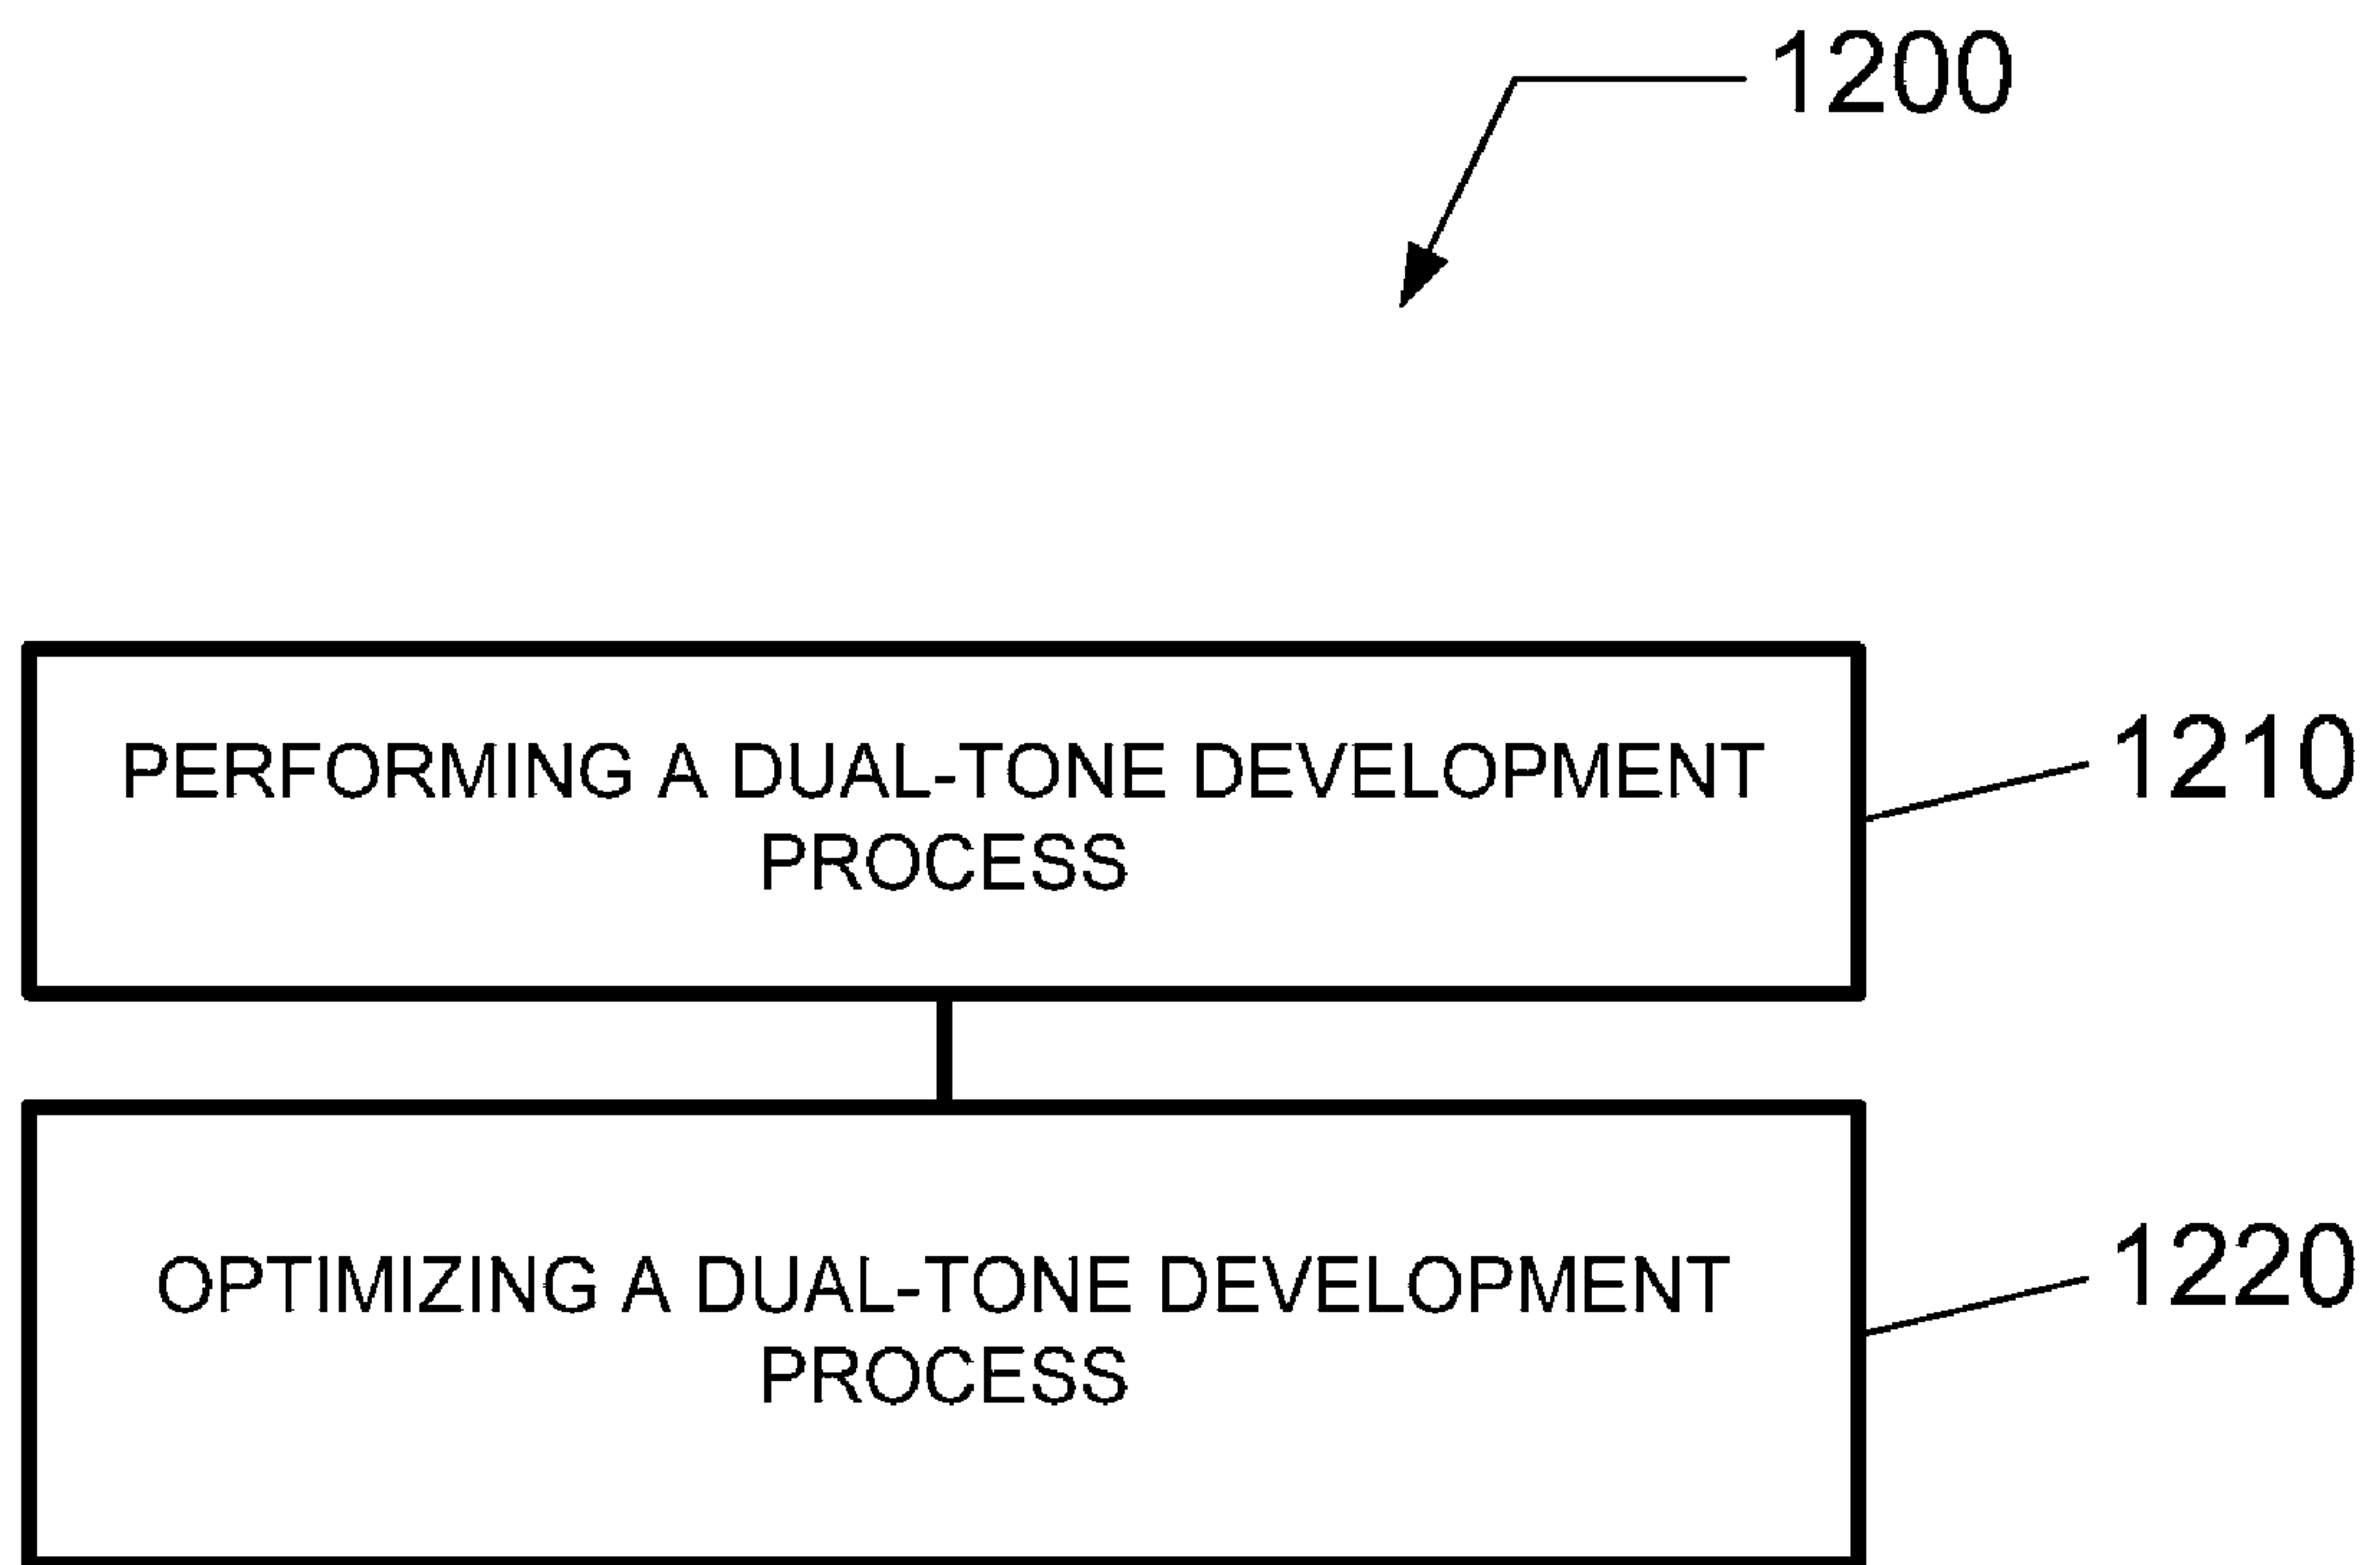 1200
PERFORMING A DUAL-TONE DEVELOPMENT
PROCESS
1210
OPTIMIZING A DUAL-TONE DEVELOPMENT
PROCESS
1220